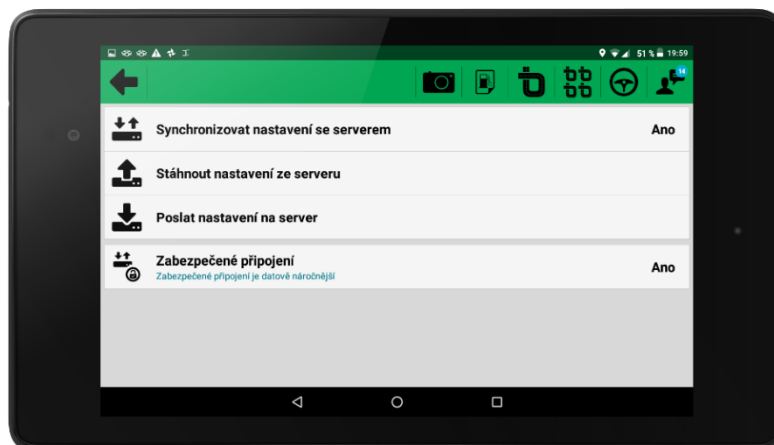 51 % 19:59
14
Synchronizovat nastavení se serverem Ano
Stáhnout nastavení ze serveru
Poslat nastavení na server
Zabezpečené připojení Ano
Zabezpečené připojení je datově náročnější